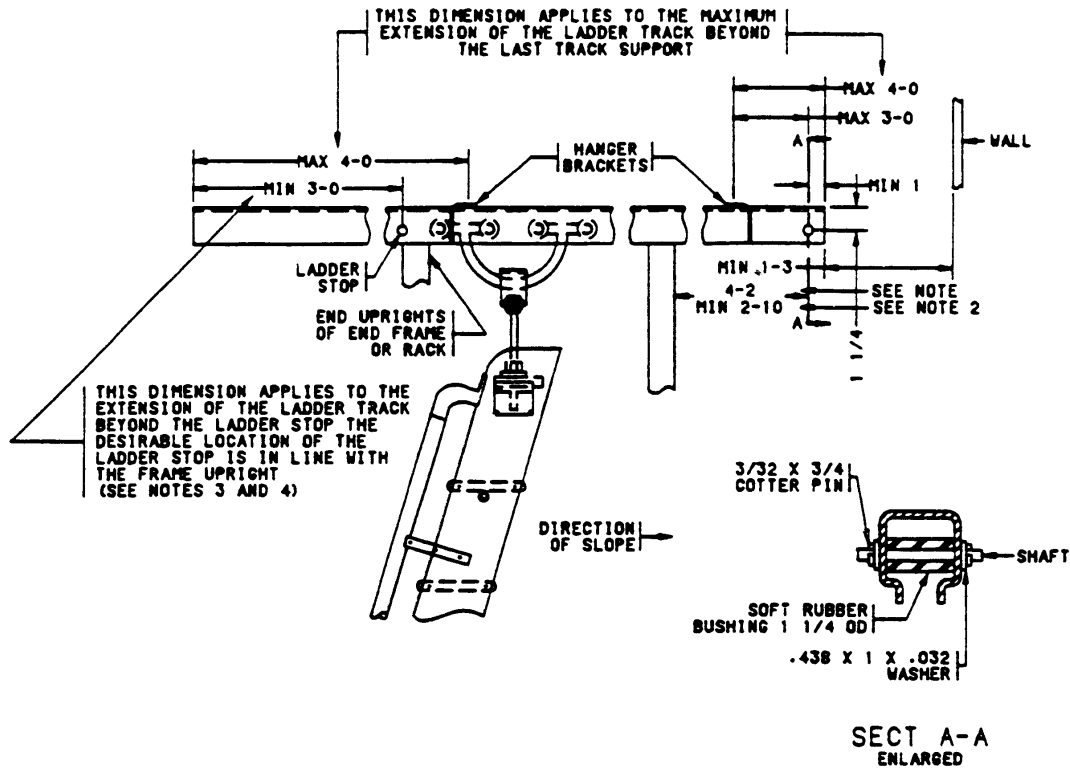 THIS DIMENSION APPLIES TO THE MAXIMUM
EXTENSION OF THE LADDER TRACK BEYOND
THE LAST TRACK SUPPORT
MAX 4-0
MAX 3-0
A
WALL
HANGER
BRACKETS
MAX 4-0
MIN 3-0
MIN 1
LADDER
STOP
MIN .1-3
4-2
MIN 2-10
SEE NOTE
SEE NOTE 2
A
1 1/4
END UPRIGHTS
OF END FRAME
OR RACK
THIS DIMENSION APPLIES TO THE
EXTENSION OF THE LADDER TRACK
BEYOND THE LADDER STOP THE
DESIRABLE LOCATION OF THE
LADDER STOP IS IN LINE WITH
THE FRAME UPRIGHT
(SEE NOTES 3 AND 4)
DIRECTION
OF SLOPE
3/32 X 3/4
COTTER PIN
SHAFT
SOFT RUBBER
BUSHING 1 1/4 OD
.438 X 1 X .032
WASHER
SECT A-A
ENLARGED